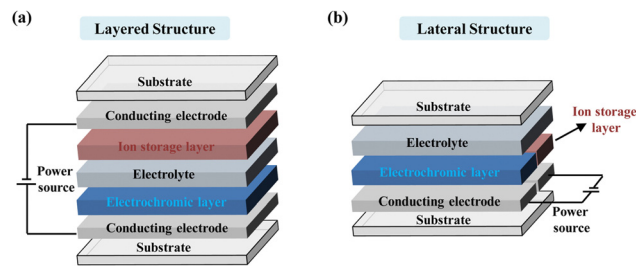 (a)
Layered Structure
Substrate
Conducting electrode
Ion storage layer
Electrolyte
Electrochromic layer
Conducting electrode
Substrate
Power
source
(b)
Lateral Structure
Substrate
Electrolyte
Electrochromic layer
Conducting electrode
Substrate
Ion storage
layer
Power
source